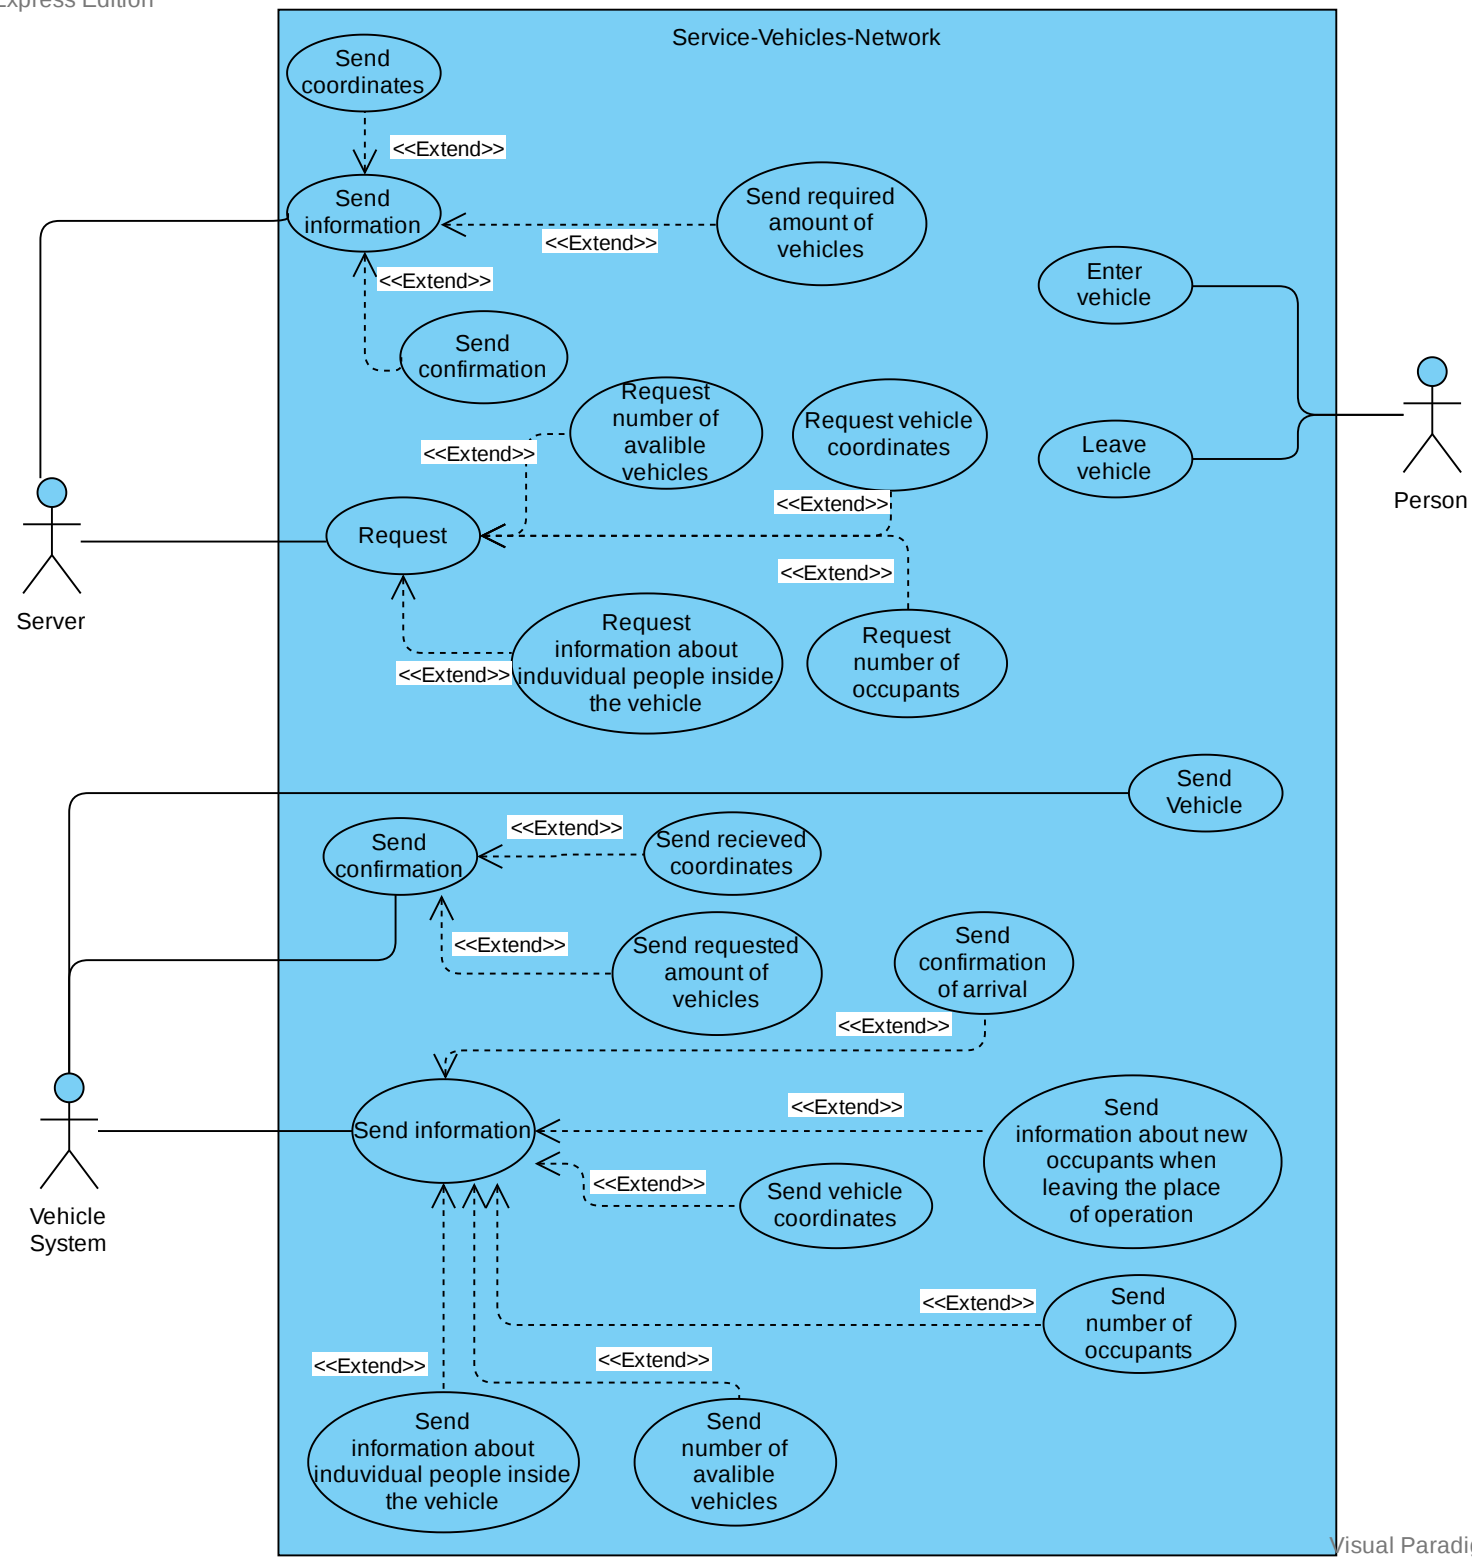 Express Edition
Service-Vehicles-Network
Send
coordinates
<<Extend>>
Send
information
Send required
amount of
vehicles
<<Extend>>
<<Extend>>
Enter
vehicle
Send
confirmation
Request
number of
avalible
vehicles
Request vehicle
coordinates
Leave
vehicle
Person
<<Extend>>
<<Extend>>
Request
<<Extend>>
Server
Request
information about
induvidual people inside
the vehicle
Request
number of
occupants
<<Extend>>
Send
Vehicle
Send
confirmation
<<Extend>>
Send recieved
coordinates
<<Extend>>
Send requested
amount of
vehicles
Send
confirmation
of arrival
<<Extend>>
Send information
<<Extend>>
Send
information about new
occupants when
leaving the place
of operation
<<Extend>>
Send vehicle
coordinates
Vehicle
System
<<Extend>>
Send
number of
occupants
<<Extend>>
<<Extend>>
Send
information about
induvidual people inside
the vehicle
Send
number of
avalible
vehicles
Visual Paradig